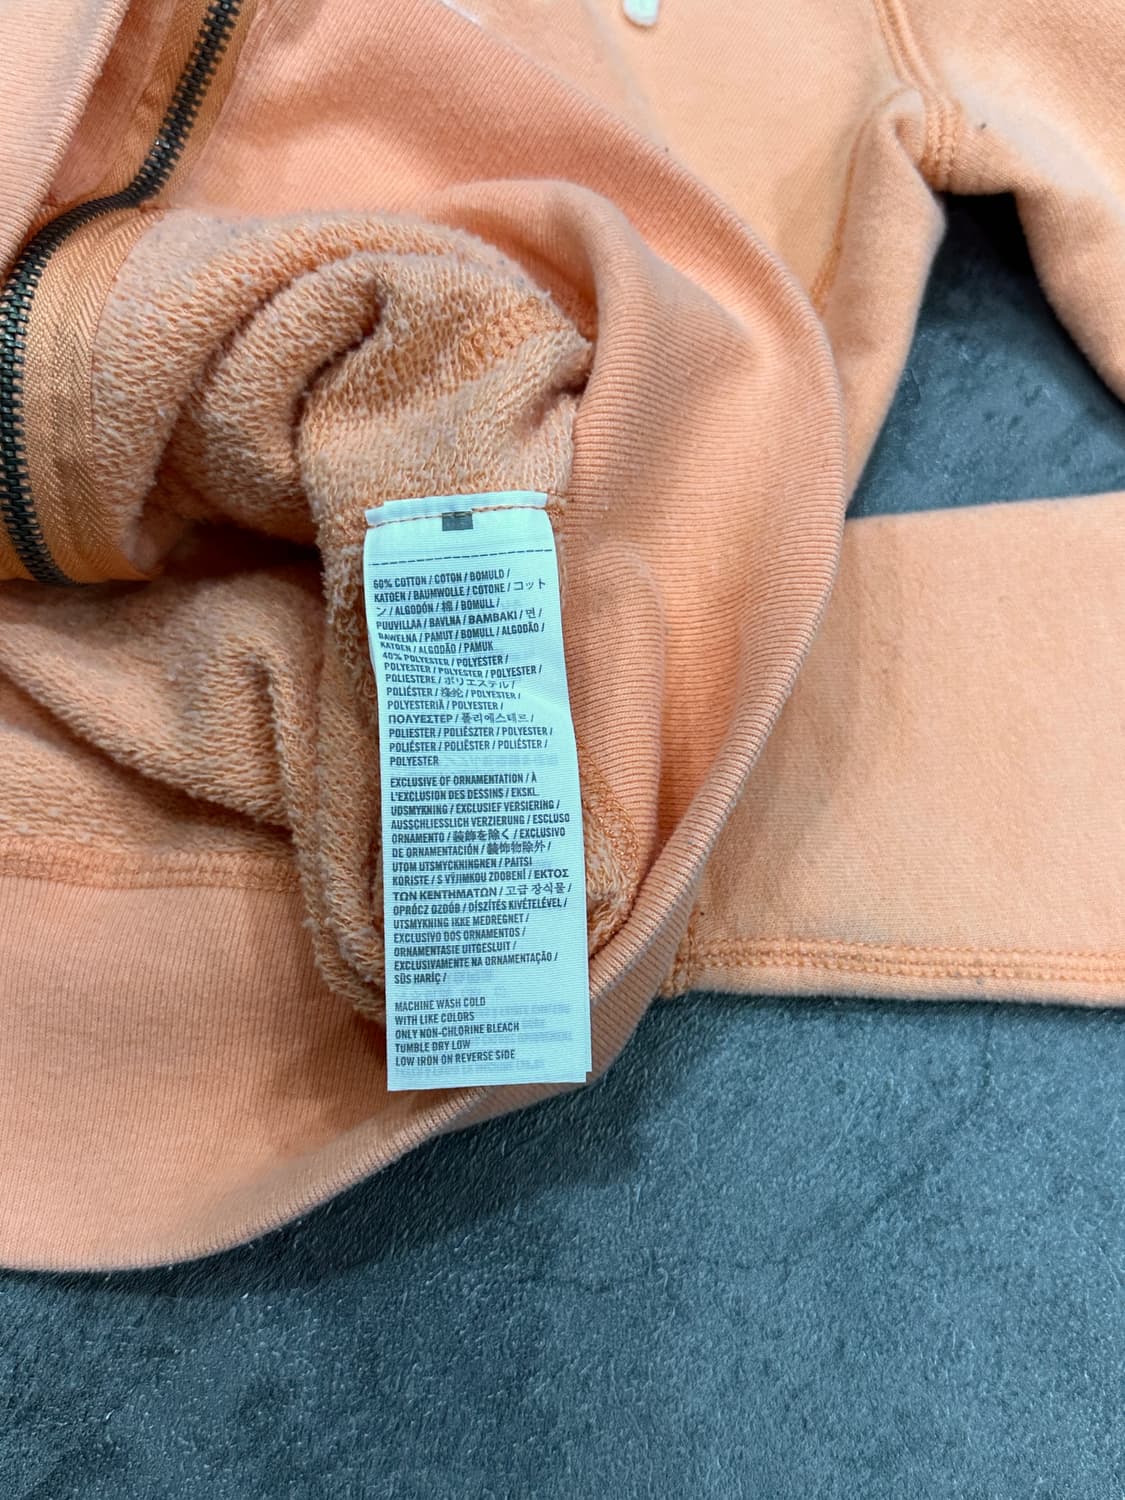 60% COTTON / COTON / BOMULD /
KATOEN / BAUMWOLLE / COTONE / コット
ン / ALGODÓN / 棉 / BOMULL /
PUUVILLAA / BAVLNA / ΒΑΜΒΑΚΙ / 면 /
BAWEŁNA / PAMUT / BOMULL / ALGODÃO /
KATOEN / ALGODÃO / PAMUK
40% POLYESTER / POLYESTER /
POLYESTER / POLYESTER / POLYESTER /
POLIESTERE / ポリエステル /
POLIÉSTER / 涤纶 / POLYESTER /
POLYESTERIÄ / POLYESTER /
ΠΟΛΥΕΣΤΕΡ / 폴리에스테르 /
POLIESTER / POLIÉSZTER / POLYESTER /
POLIÉSTER / POLIËSTER / POLIÉSTER /
POLYESTER
EXCLUSIVE OF ORNAMENTATION / À
L'EXCLUSION DES DESSINS / EKSKL.
UDSMYKNING / EXCLUSIEF VERSIERING /
AUSSCHLIESSLICH VERZIERUNG / ESCLUSO
ORNAMENTO / 装飾を除く / EXCLUSIVO
DE ORNAMENTACIÓN / 装饰物除外 /
UTOM UTSMYCKNINGNEN / PAITSI
KORISTE / S VÝJIMKOU ZDOBENÍ / ΕΚΤΟΣ
ΤΩΝ ΚΕΝΤΗΜΑΤΩΝ / 고급 장식물 /
OPRÓCZ OZDÓB / DÍSZÍTÉS KIVÉTELÉVEL /
UTSMYKNING IKKE MEDREGNET /
EXCLUSIVO DOS ORNAMENTOS /
ORNAMENTASIE UITGESLUIT /
EXCLUSIVAMENTE NA ORNAMENTAÇÃO /
SÜS HARİÇ /
MACHINE WASH COLD
WITH LIKE COLORS
ONLY NON-CHLORINE BLEACH
TUMBLE DRY LOW
LOW IRON ON REVERSE SIDE